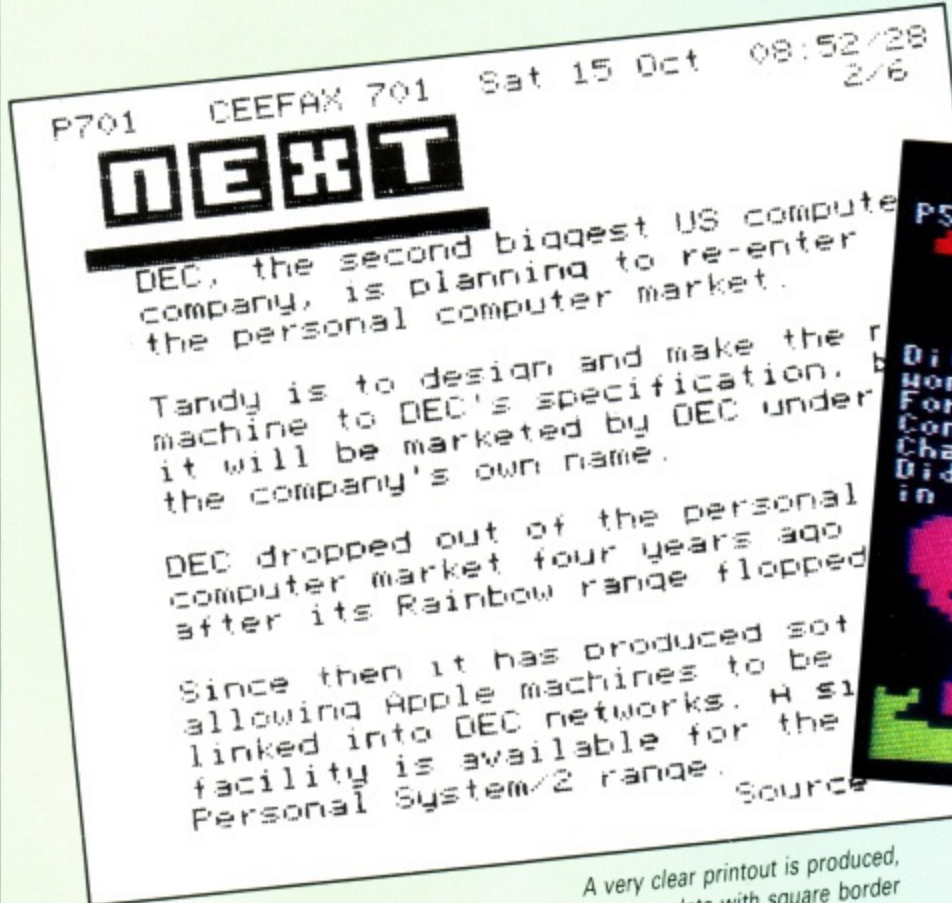 P701 CEEFAX 701 Sat 15 Oct 08:52/28
2/6
NEXT
DEC, the second biggest US compute
company, is planning to re-enter
the personal computer market.
Tandy is to design and make the
machine to DEC's specification,
it will be marketed by DEC under
the company's own name.
DEC dropped out of the personal
computer market four years ago
after its Rainbow range flopped
Since then it has produced
allowing Apple machines to be
linked into DEC networks. A
facility is available for the
Personal System/2 range.
Source
For
Did
in
A very clear printout is produced,
with square border